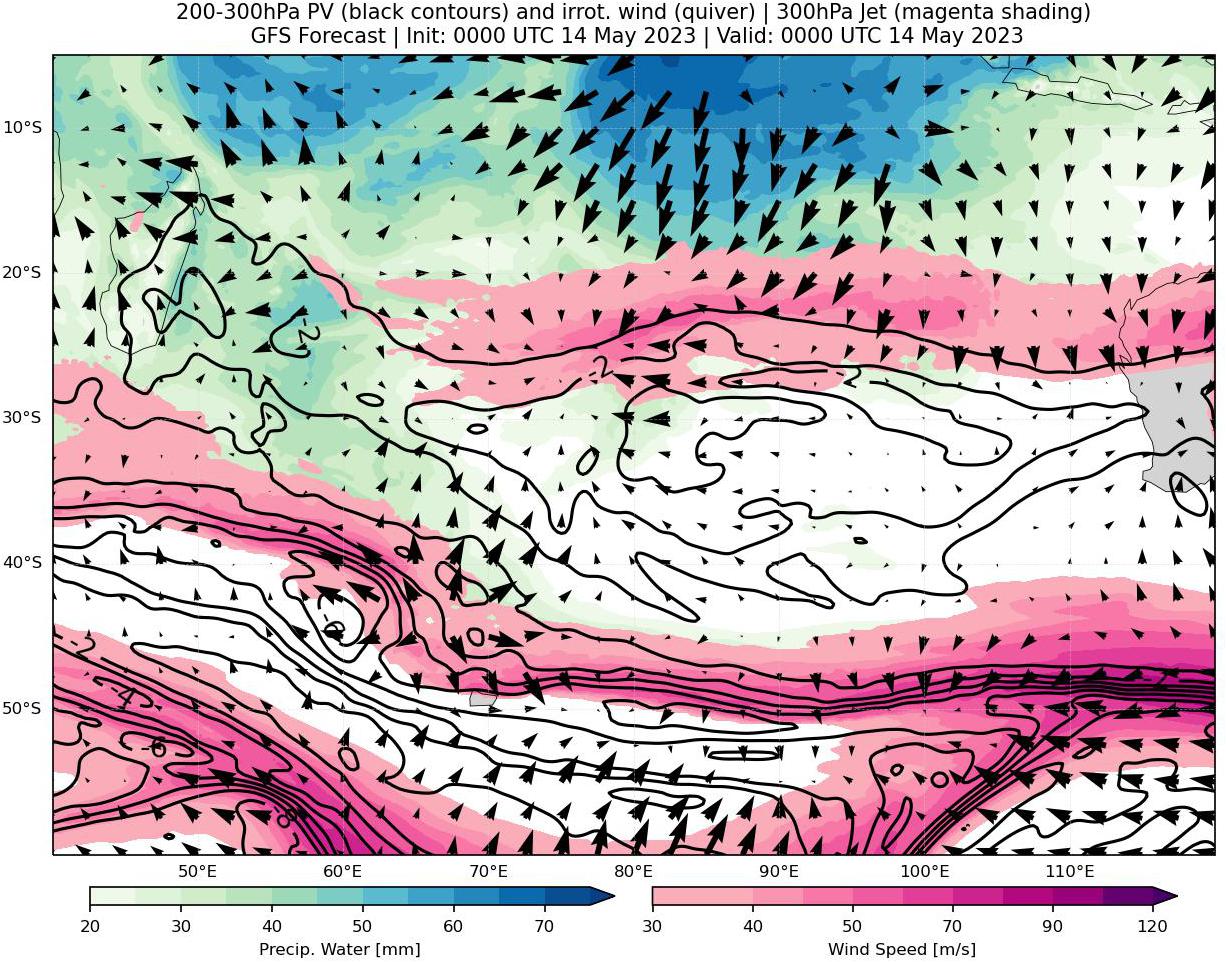 200-300hPa PV (black contours) and irrot. wind (quiver) | 300hPa Jet (magenta shading)
GFS Forecast | Init: 0000 UTC 14 May 2023 | Valid: 0000 UTC 14 May 2023
10°S
20°S
-2
-2
-2
30°S
40°S
-6
-2
-4
50°S
-6
-8
50°E 60°E 70°E 80°E 90°E 100°E 110°E
20 30 40 50 60 70
30 40 50 70 90 120
Precip. Water [mm] Wind Speed [m/s]